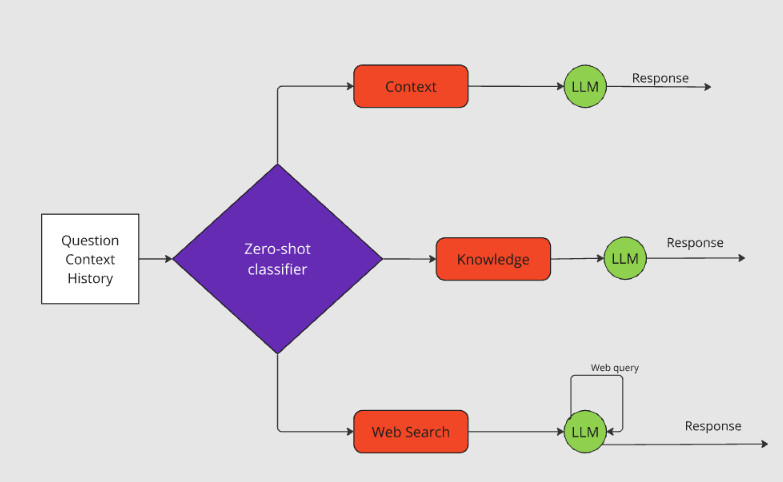 Question
Context
History
Zero-shot
classifier
Context
LLM
Response
Knowledge
LLM
Response
Web Search
Web query
LLM
Response